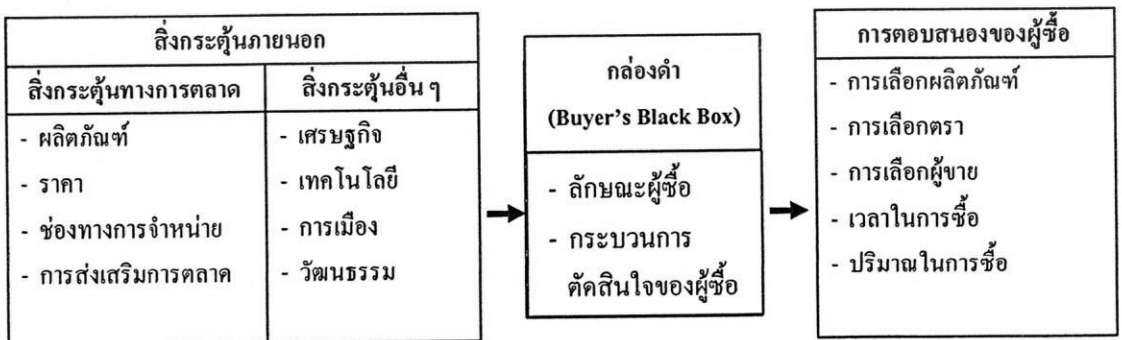 สิ่งกระตุ้นภายนอก
สิ่งกระตุ้นทางการตลาด
- ผลิตภัณฑ์
- ราคา
- ช่องทางการจำหน่าย
- การส่งเสริมการตลาด
สิ่งกระตุ้นอื่น ๆ
- เศรษฐกิจ
- เทคโนโลยี
- การเมือง
- วัฒนธรรม
กล่องดำ
(Buyer's Black Box)
- ลักษณะผู้ซื้อ
- กระบวนการ
ตัดสินใจของผู้ซื้อ
การตอบสนองของผู้ซื้อ
- การเลือกผลิตภัณฑ์
- การเลือกตรา
- การเลือกผู้ขาย
- เวลาในการซื้อ
- ปริมาณในการซื้อ